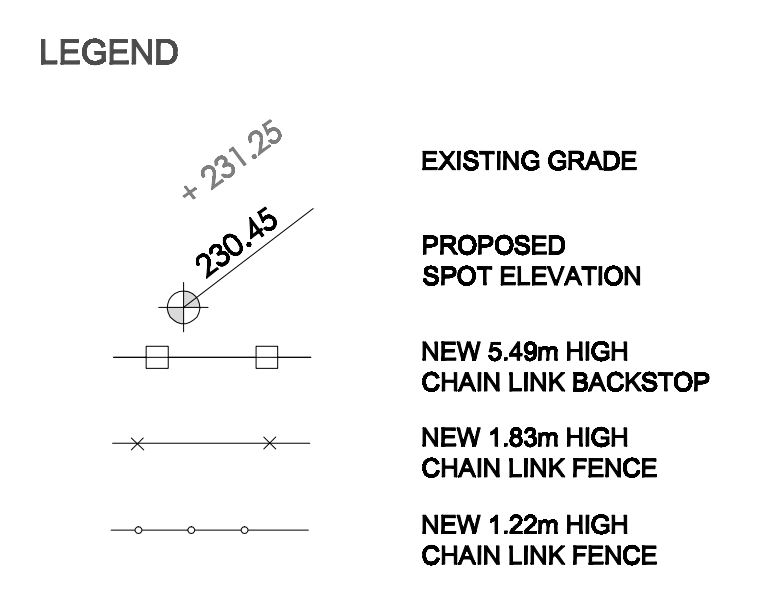 LEGEND
+ 231.25
EXISTING GRADE
230.45
PROPOSED
SPOT ELEVATION
NEW 5.49m HIGH
CHAIN LINK BACKSTOP
NEW 1.83m HIGH
CHAIN LINK FENCE
NEW 1.22m HIGH
CHAIN LINK FENCE